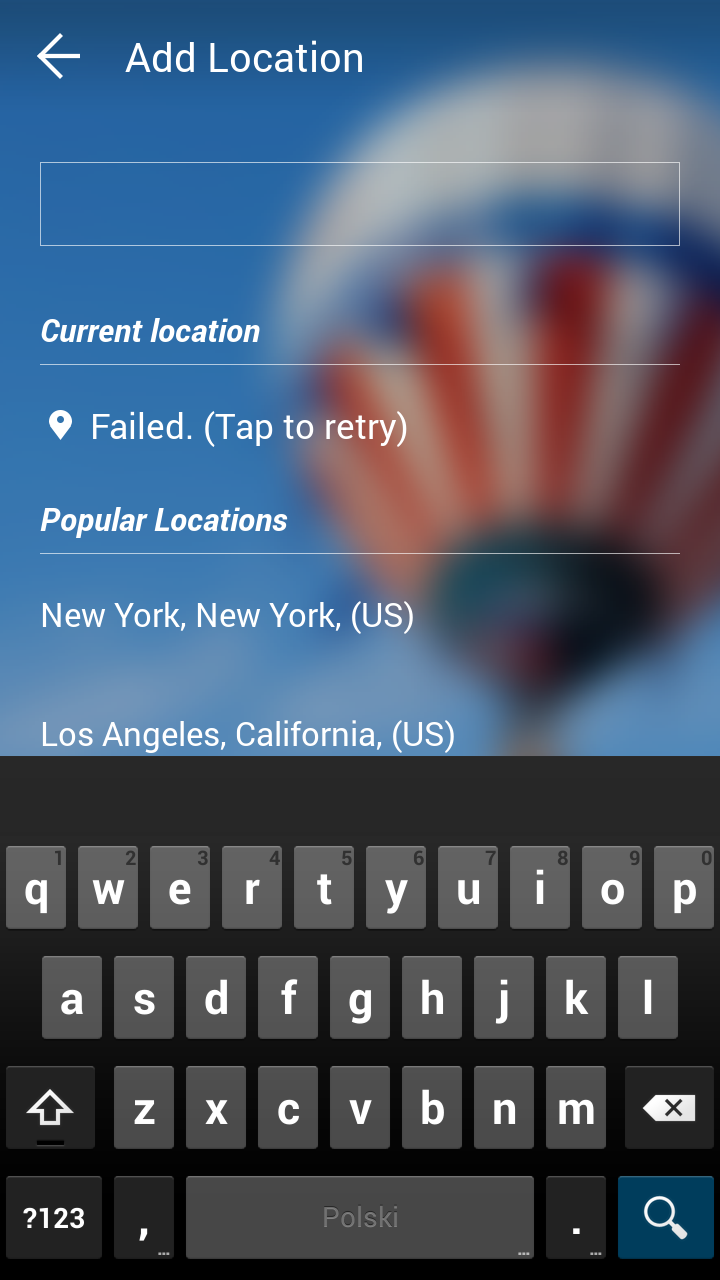 Add Location
Current location
Failed. (Tap to retry)
Popular Locations
New York, New York, (US)
Los Angeles, California, (US)
1 2 3 4 5 6 7 8 9 0
q w e r t y u i o p
a s d f g h j k l
z x c v b n m
?123 , Polski .